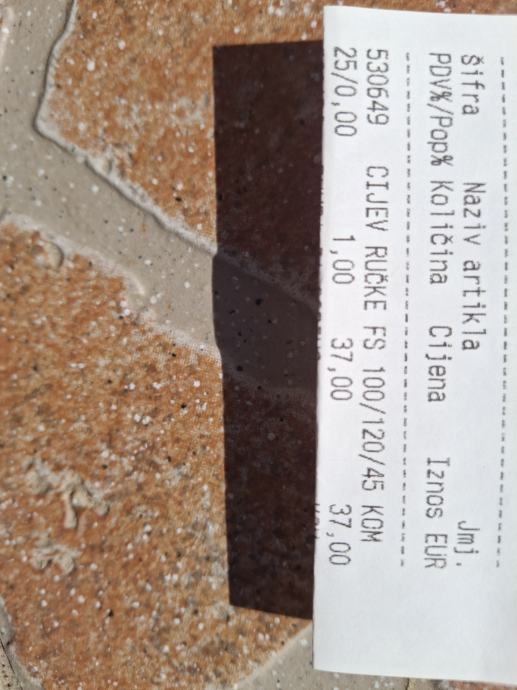 Šifra Naziv artikla Jmj.
PDV%/Pop% Količina Cijena Iznos EUR
530649 CIJEV RUČKE FS 100/120/45 KOM
25/0,00 1,00 37,00 37,00